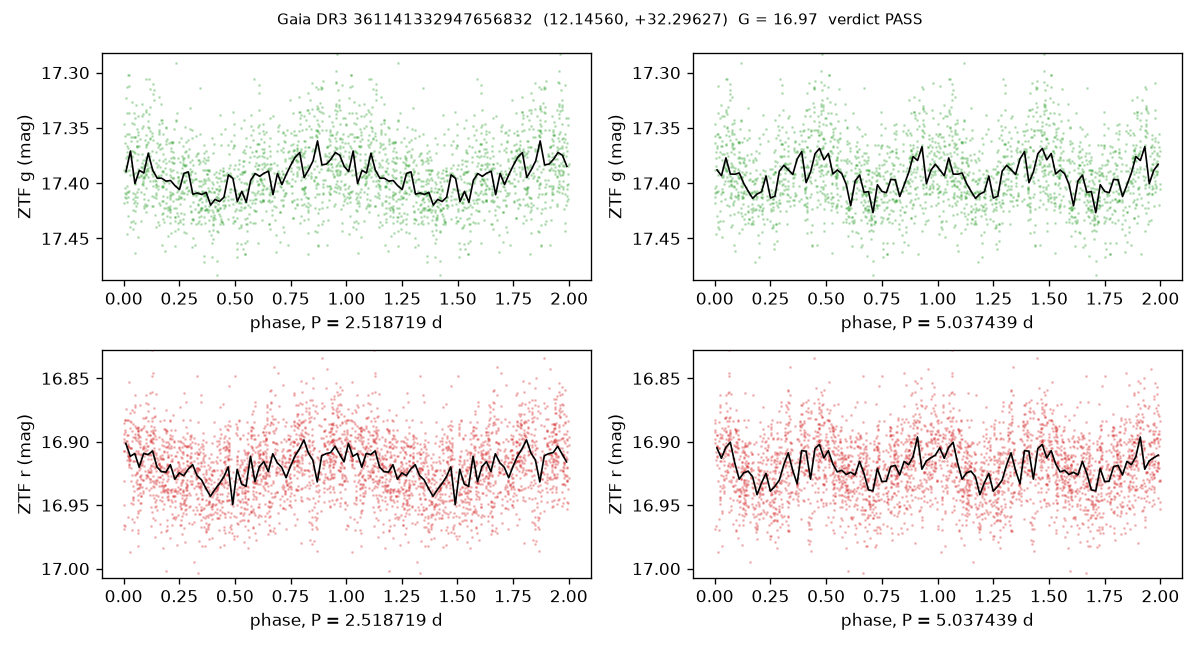 Gaia DR3 361141332947656832 (12.14560, +32.29627) G = 16.97 verdict PASS
ZTF g (mag)
17.30
17.35
17.40
17.45
0.00 0.25 0.50 0.75 1.00 1.25 1.50 1.75 2.00
phase, P = 2.518719 d
ZTF g (mag)
17.30
17.35
17.40
17.45
0.00 0.25 0.50 0.75 1.00 1.25 1.50 1.75 2.00
phase, P = 5.037439 d
ZTF r (mag)
16.85
16.90
16.95
17.00
0.00 0.25 0.50 0.75 1.00 1.25 1.50 1.75 2.00
phase, P = 2.518719 d
ZTF r (mag)
16.85
16.90
16.95
17.00
0.00 0.25 0.50 0.75 1.00 1.25 1.50 1.75 2.00
phase, P = 5.037439 d